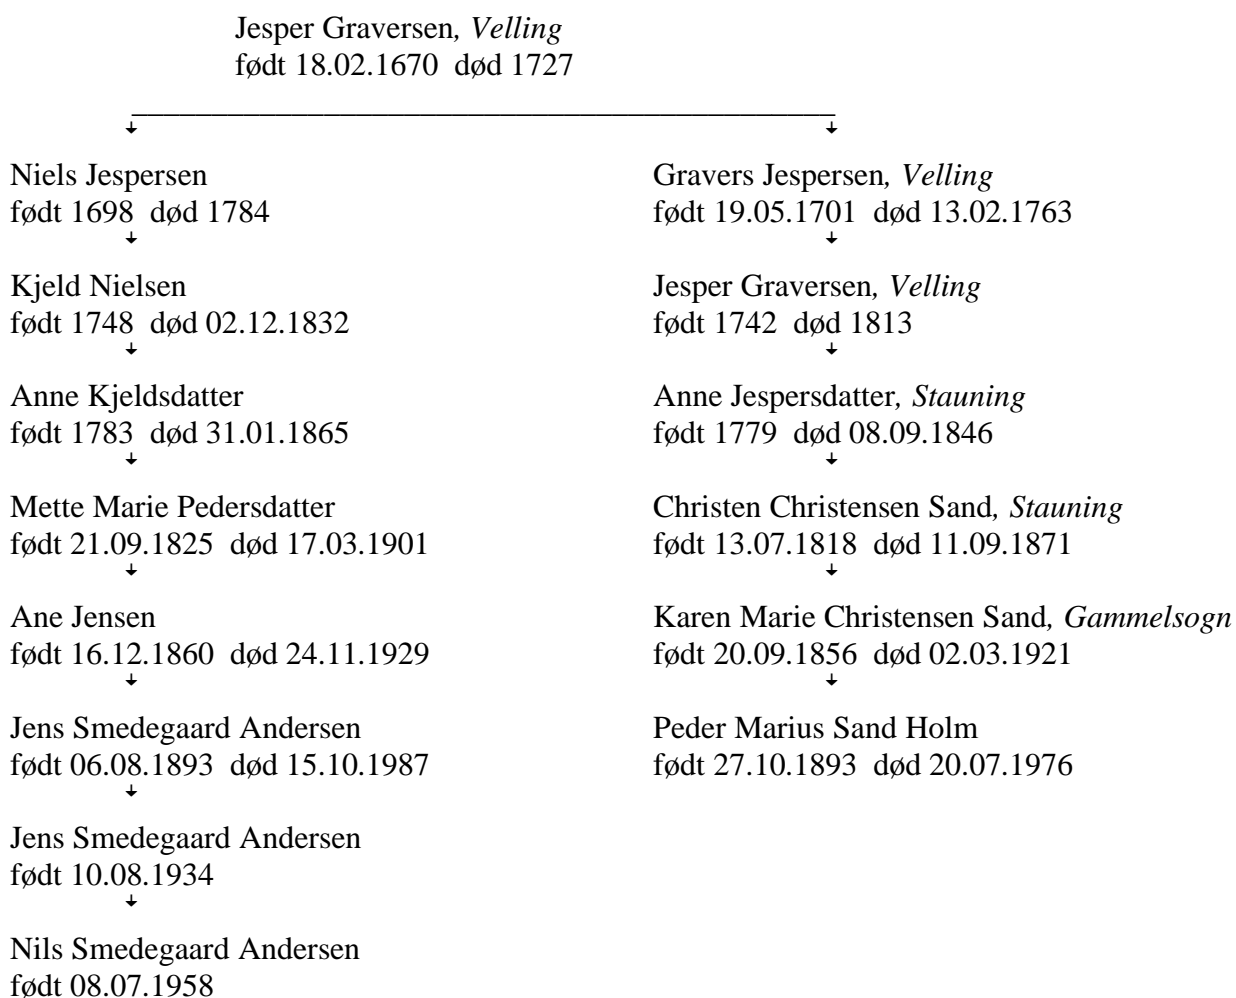 Jesper Graversen, Velling
født 18.02.1670 død 1727
Niels Jespersen
født 1698 død 1784
Gravers Jespersen, Velling
født 19.05.1701 død 13.02.1763
Kjeld Nielsen
født 1748 død 02.12.1832
Jesper Graversen, Velling
født 1742 død 1813
Anne Kjeldsdatter
født 1783 død 31.01.1865
Anne Jespersdatter, Stauning
født 1779 død 08.09.1846
Mette Marie Pedersdatter
født 21.09.1825 død 17.03.1901
Christen Christensen Sand, Stauning
født 13.07.1818 død 11.09.1871
Ane Jensen
født 16.12.1860 død 24.11.1929
Karen Marie Christensen Sand, Gammelsogn
født 20.09.1856 død 02.03.1921
Jens Smedegaard Andersen
født 06.08.1893 død 15.10.1987
Peder Marius Sand Holm
født 27.10.1893 død 20.07.1976
Jens Smedegaard Andersen
født 10.08.1934
Nils Smedegaard Andersen
født 08.07.1958